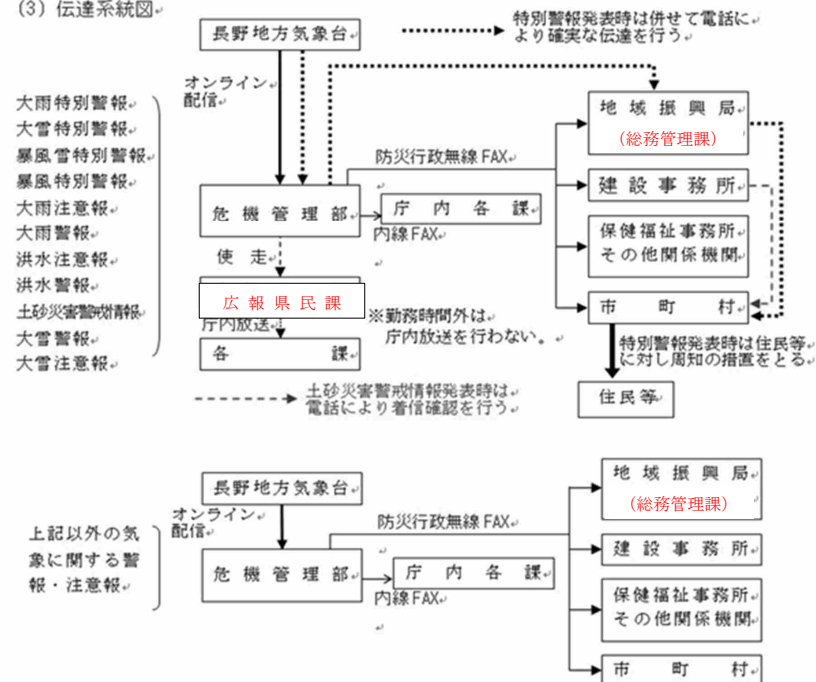 (3)伝達系統図
長野地方気象台
特別警報発表時は併せて電話に
より確実な伝達を行う
オンライン
配信
大雨特別警報
大雪特別警報
暴風雪特別警報
暴風特別警報
大雨注意報
大雨警報
洪水注意報
洪水警報
土砂災害警戒情報
大雪警報
大雪注意報
地域振興局
(総務管理課)
防災行政無線FAX
危機管理部
庁内各課
内線FAX
建設事務所
保健福祉事務所
その他関係機関
市町村
使走
広報県民課
庁内放送
※勤務時間外は
庁内放送を行わない。
各課
特別警報発表時は住民等
に対し周知の措置をとる
住民等
土砂災害警戒情報発表時は
電話により着信確認を行う
長野地方気象台
オンライン
配信
上記以外の気
象に関する警
報・注意報
防災行政無線FAX
危機管理部
庁内各課
内線FAX
地域振興局
(総務管理課)
建設事務所
保健福祉事務所
その他関係機関
市町村